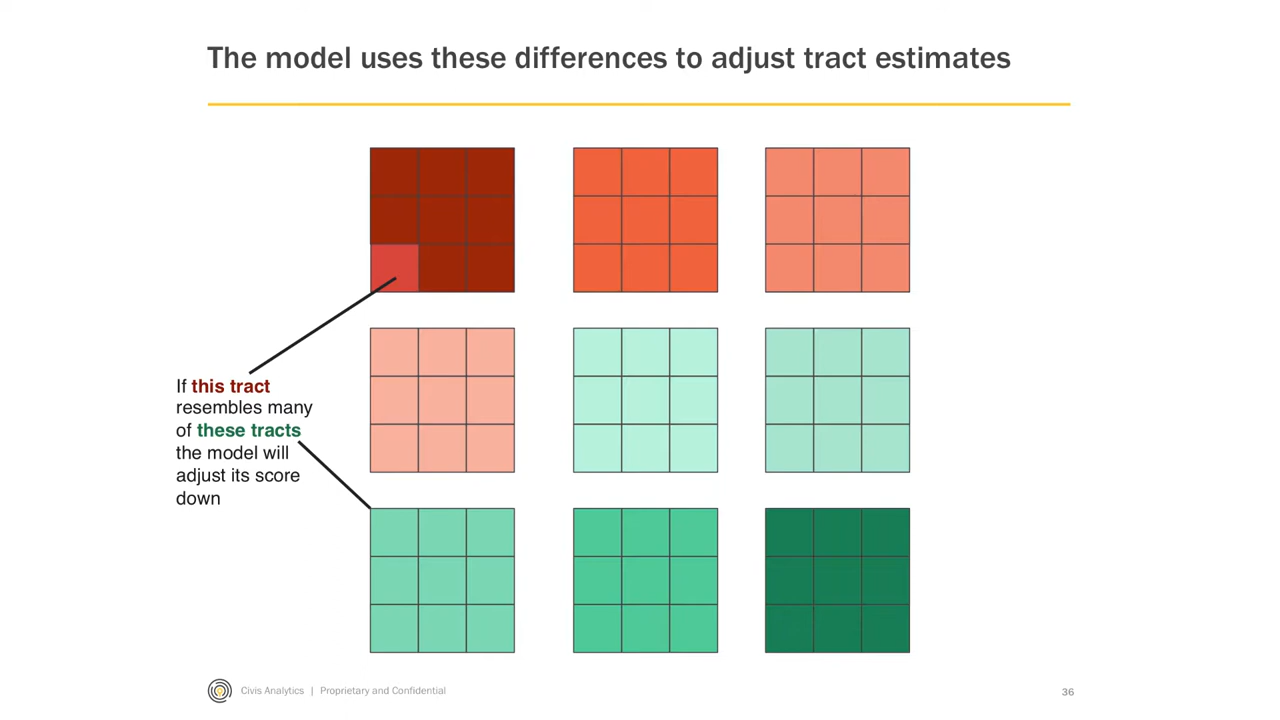 The model uses these differences to adjust tract estimates
If this tract
resembles many
of these tracts
the model will
adjust its score
down
Civis Analytics | Proprietary and Confidential
36